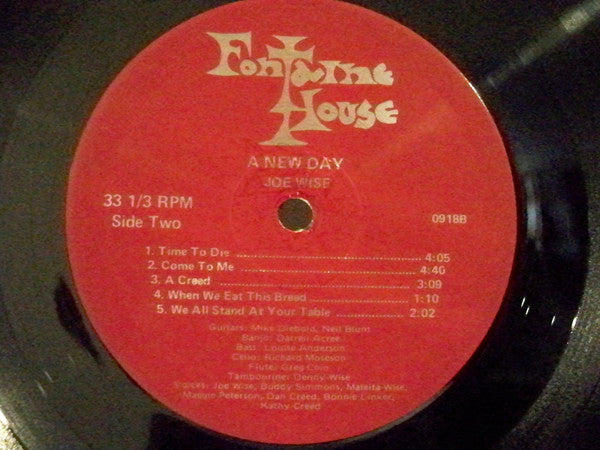 Fontaine
House
A NEW DAY
JOE WISE
33 1/3 RPM
Side Two
0918B
1. Time To Die 4:05
2. Come To Me 4:40
3. A Creed 3:09
4. When We Eat This Bread 1:10
5. We All Stand At Your Table 2:02
Guitars: Mike Diebold, Neil Blunt
Banjo: Darrell Acree
Bass: Louise Anderson
Cello: Richard Moseson
Flute: Greg Coin
Tambourine: Denny Wise
Voices: Joe Wise, Buddy Simmons, Maleita Wise,
Maggie Peterson, Dan Creed, Bonnie Linker,
Kathy Creed